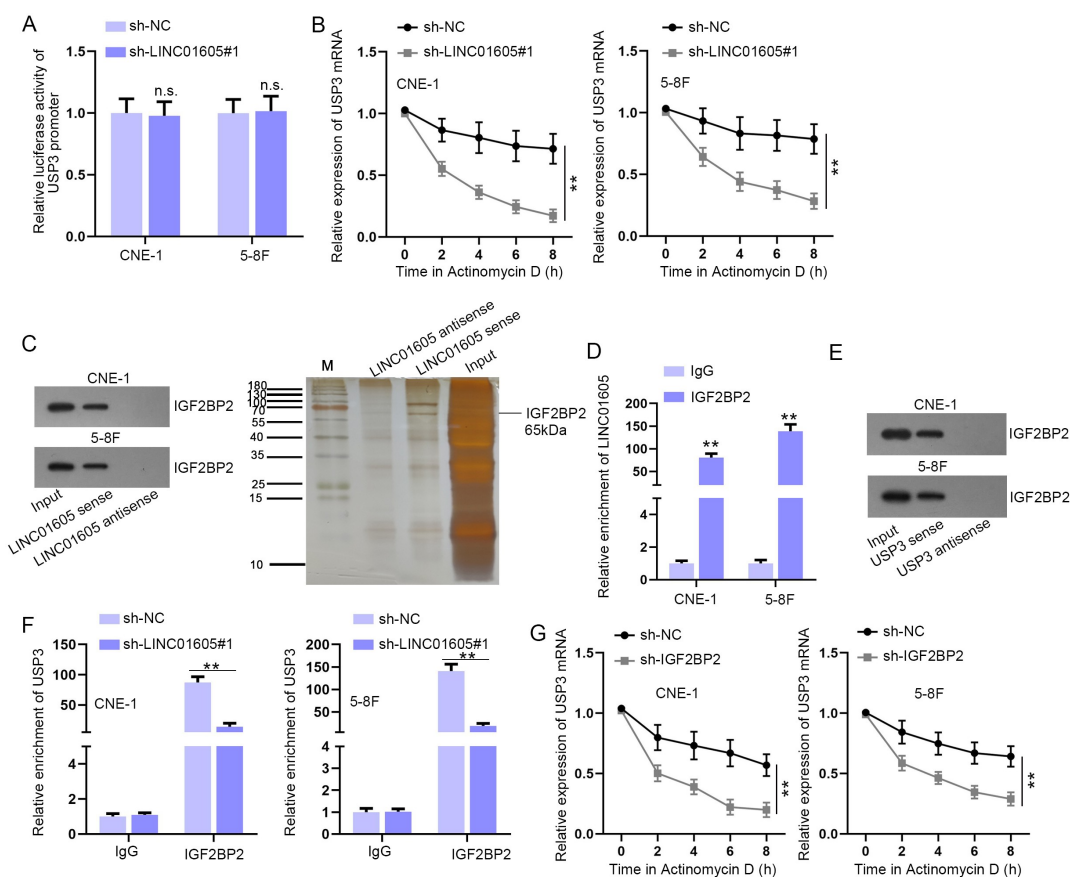 A
sh-NC
sh-LINC01605#1
Relative luciferase activity of
USP3 promoter
1.5
1.0
0.5
0.0
n.s.
n.s.
CNE-1
5-8F
B
sh-NC
sh-LINC01605#1
CNE-1
Relative expression of USP3 mRNA
1.5
1.0
0.5
0.0
**
0 2 4 6 8
Time in Actinomycin D (h)
sh-NC
sh-LINC01605#1
5-8F
Relative expression of USP3 mRNA
1.5
1.0
0.5
0.0
**
0 2 4 6 8
Time in Actinomycin D (h)
C
CNE-1
IGF2BP2
5-8F
IGF2BP2
Input
LINC01605 sense
LINC01605 antisense
M
LINC01605 antisense
LINC01605 sense
Input
180
130
100
70
55
40
35
25
15
10
IGF2BP2
65kDa
D
IgG
IGF2BP2
Relative enrichment of LINC01605
200
150
100
50
4
2
0
**
**
CNE-1
5-8F
E
CNE-1
IGF2BP2
5-8F
IGF2BP2
Input
USP3 sense
USP3 antisense
F
sh-NC
sh-LINC01605#1
Relative enrichment of USP3
150
100
50
4
2
0
CNE-1
**
IgG
IGF2BP2
sh-NC
sh-LINC01605#1
Relative enrichment of USP3
200
150
100
50
4
3
2
1
0
5-8F
**
IgG
IGF2BP2
G
sh-NC
sh-IGF2BP2
CNE-1
Relative expression of USP3 mRNA
1.5
1.0
0.5
0.0
**
0 2 4 6 8
Time in Actinomycin D (h)
sh-NC
sh-IGF2BP2
5-8F
Relative expression of USP3 mRNA
1.5
1.0
0.5
0.0
**
0 2 4 6 8
Time in Actinomycin D (h)